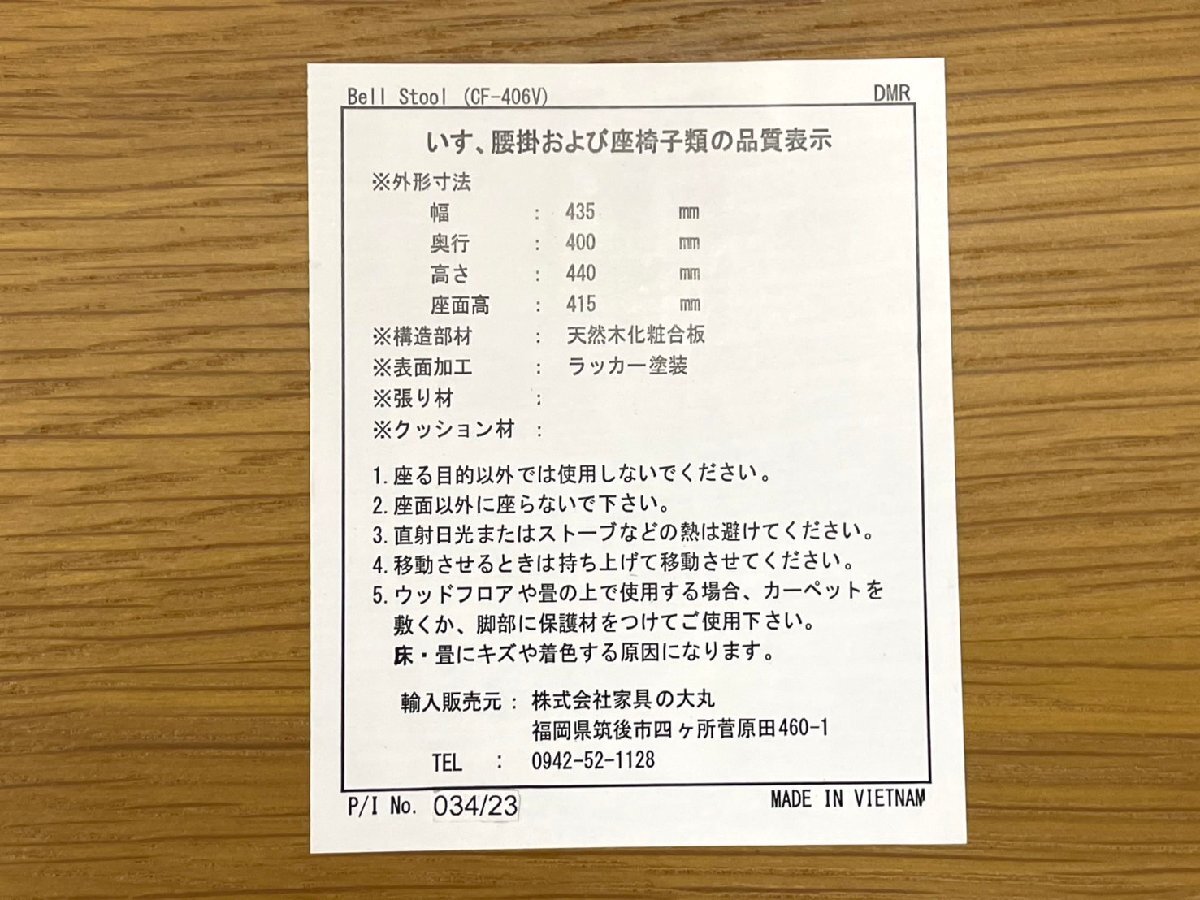 Bell Stool (CF-406V) DMR
いす、腰掛および座椅子類の品質表示
※外形寸法
幅 : 435 mm
奥行 : 400 mm
高さ : 440 mm
座面高 : 415 mm
※構造部材 : 天然木化粧合板
※表面加工 : ラッカー塗装
※張り材 :
※クッション材 :
1. 座る目的以外では使用しないでください。
2. 座面以外に座らないで下さい。
3. 直射日光またはストーブなどの熱は避けてください。
4. 移動させるときは持ち上げて移動させてください。
5. ウッドフロアや畳の上で使用する場合、カーペットを
敷くか、脚部に保護材をつけてご使用下さい。
床・畳にキズや着色する原因になります。
輸入販売元 : 株式会社家具の大丸
福岡県筑後市四ヶ所菅原田460-1
TEL : 0942-52-1128
P/I No. 034/23 MADE IN VIETNAM